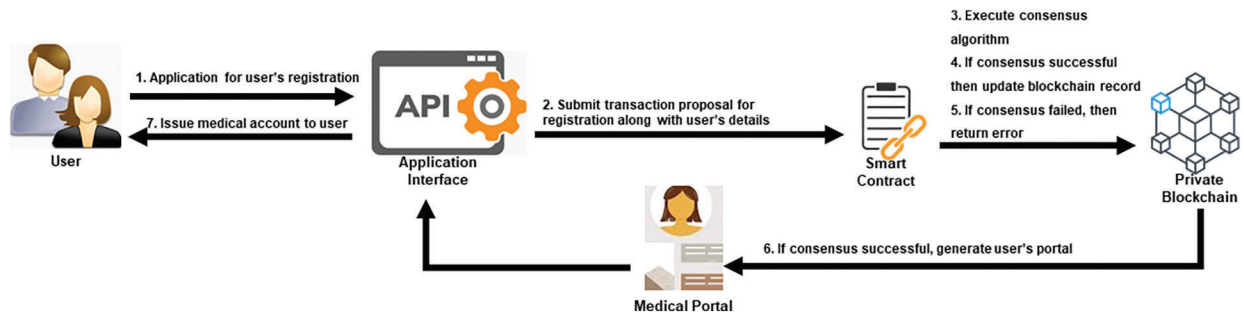 1. Application for user's registration
7. Issue medical account to user
User
API
Application
Interface
2. Submit transaction proposal for
registration along with user's details
Smart
Contract
3. Execute consensus
algorithm
4. If consensus successful
then update blockchain record
5. If consensus failed, then
return error
Private
Blockchain
6. If consensus successful, generate user's portal
Medical Portal